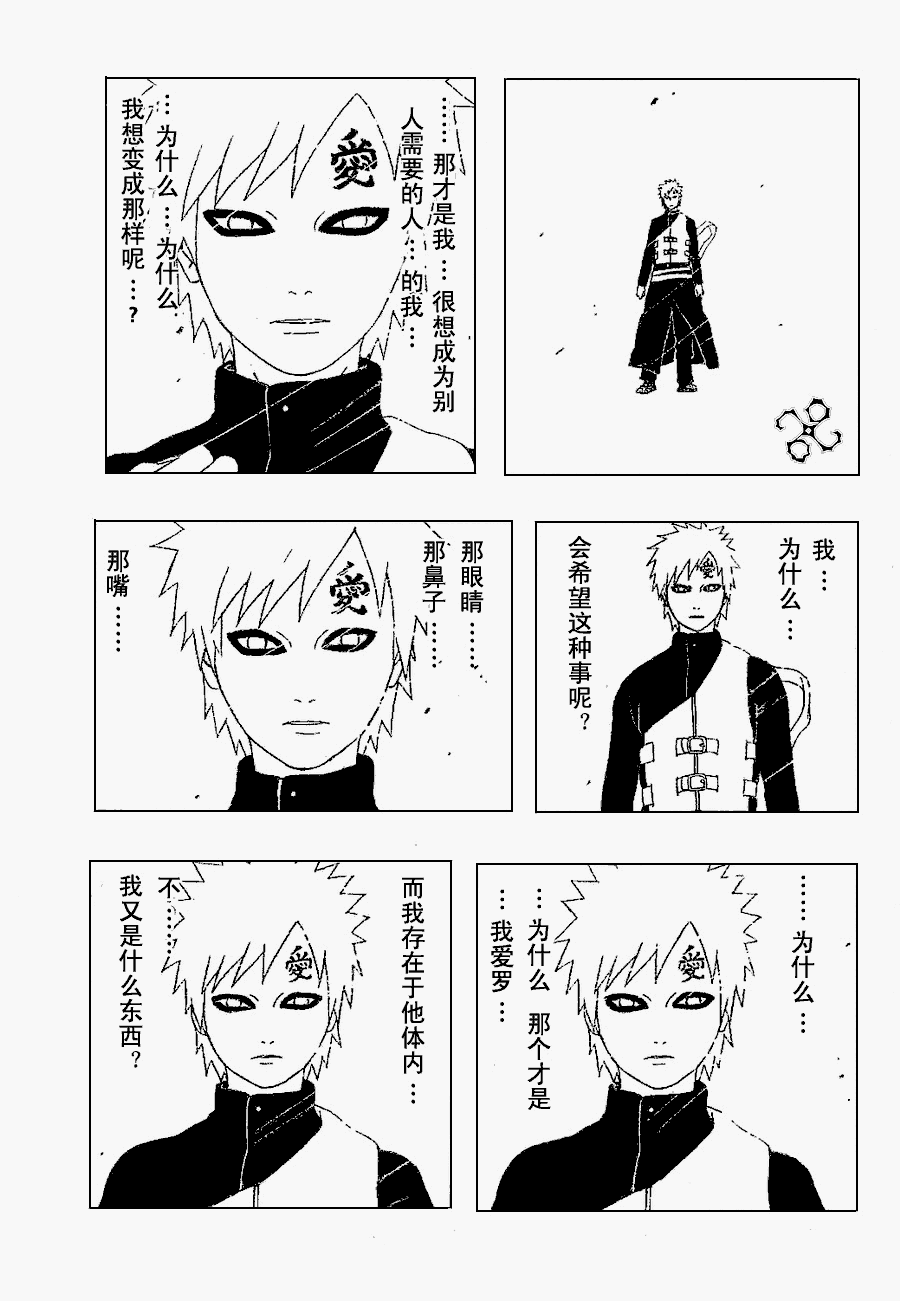 ……那才是我…很想成为别
人需要的人…的我…
愛
…为什么…为什么
我想变成那样呢…?
我…
为什么…
愛
会希望这种事呢?
那眼睛……
那鼻子……
愛
那嘴……
……为什么…
愛
…为什么 那个才是
…我爱罗…
而我存在于他体内…
愛
不……
我又是什么东西?